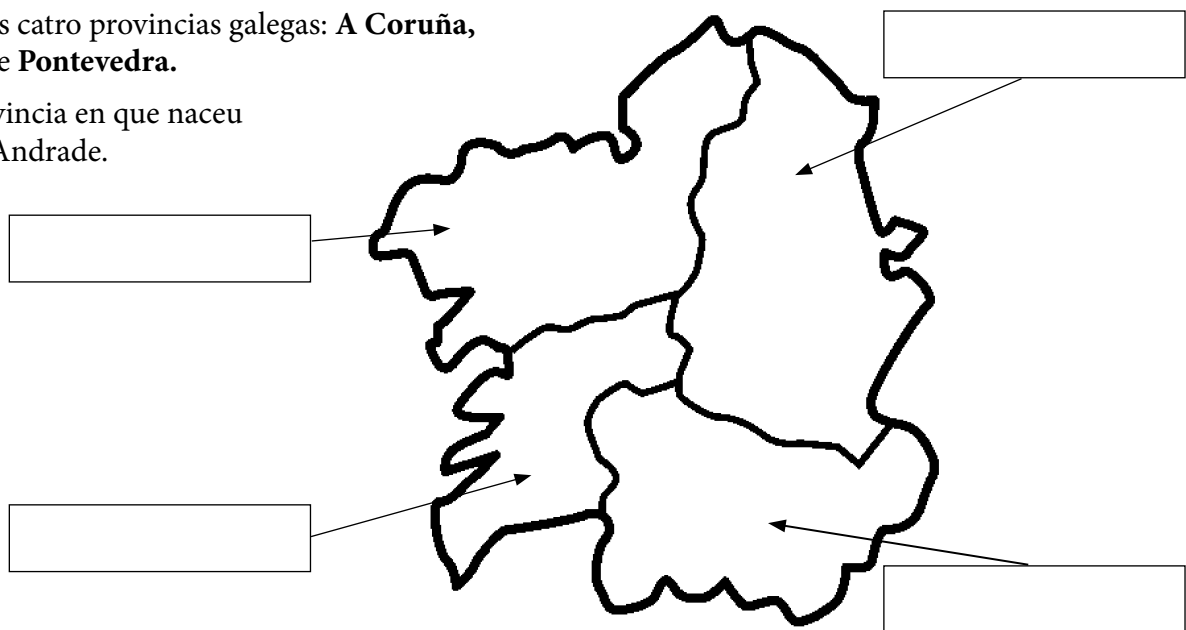 s catro provincias galegas: A Coruña,
e Pontevedra.
vincia en que naceu
Andrade.